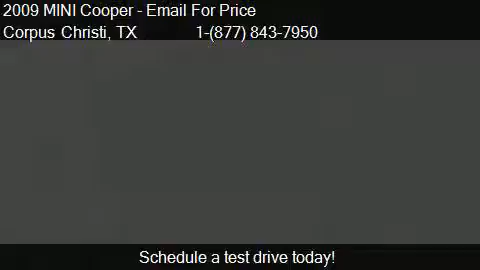 2009 MINI Cooper - Email For Price
Corpus Christi, TX 1-(877) 843-7950
Schedule a test drive today!